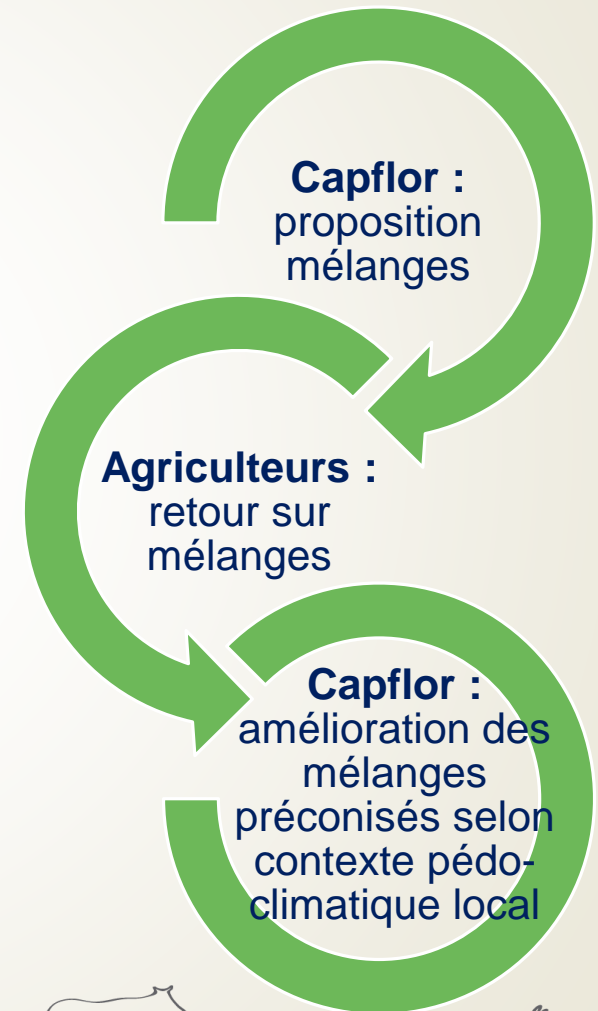 Capflor :
proposition
mélanges
Agriculteurs :
retour sur
mélanges
Capflor :
amélioration des
mélanges
préconisés selon
contexte pédo-
climatique local